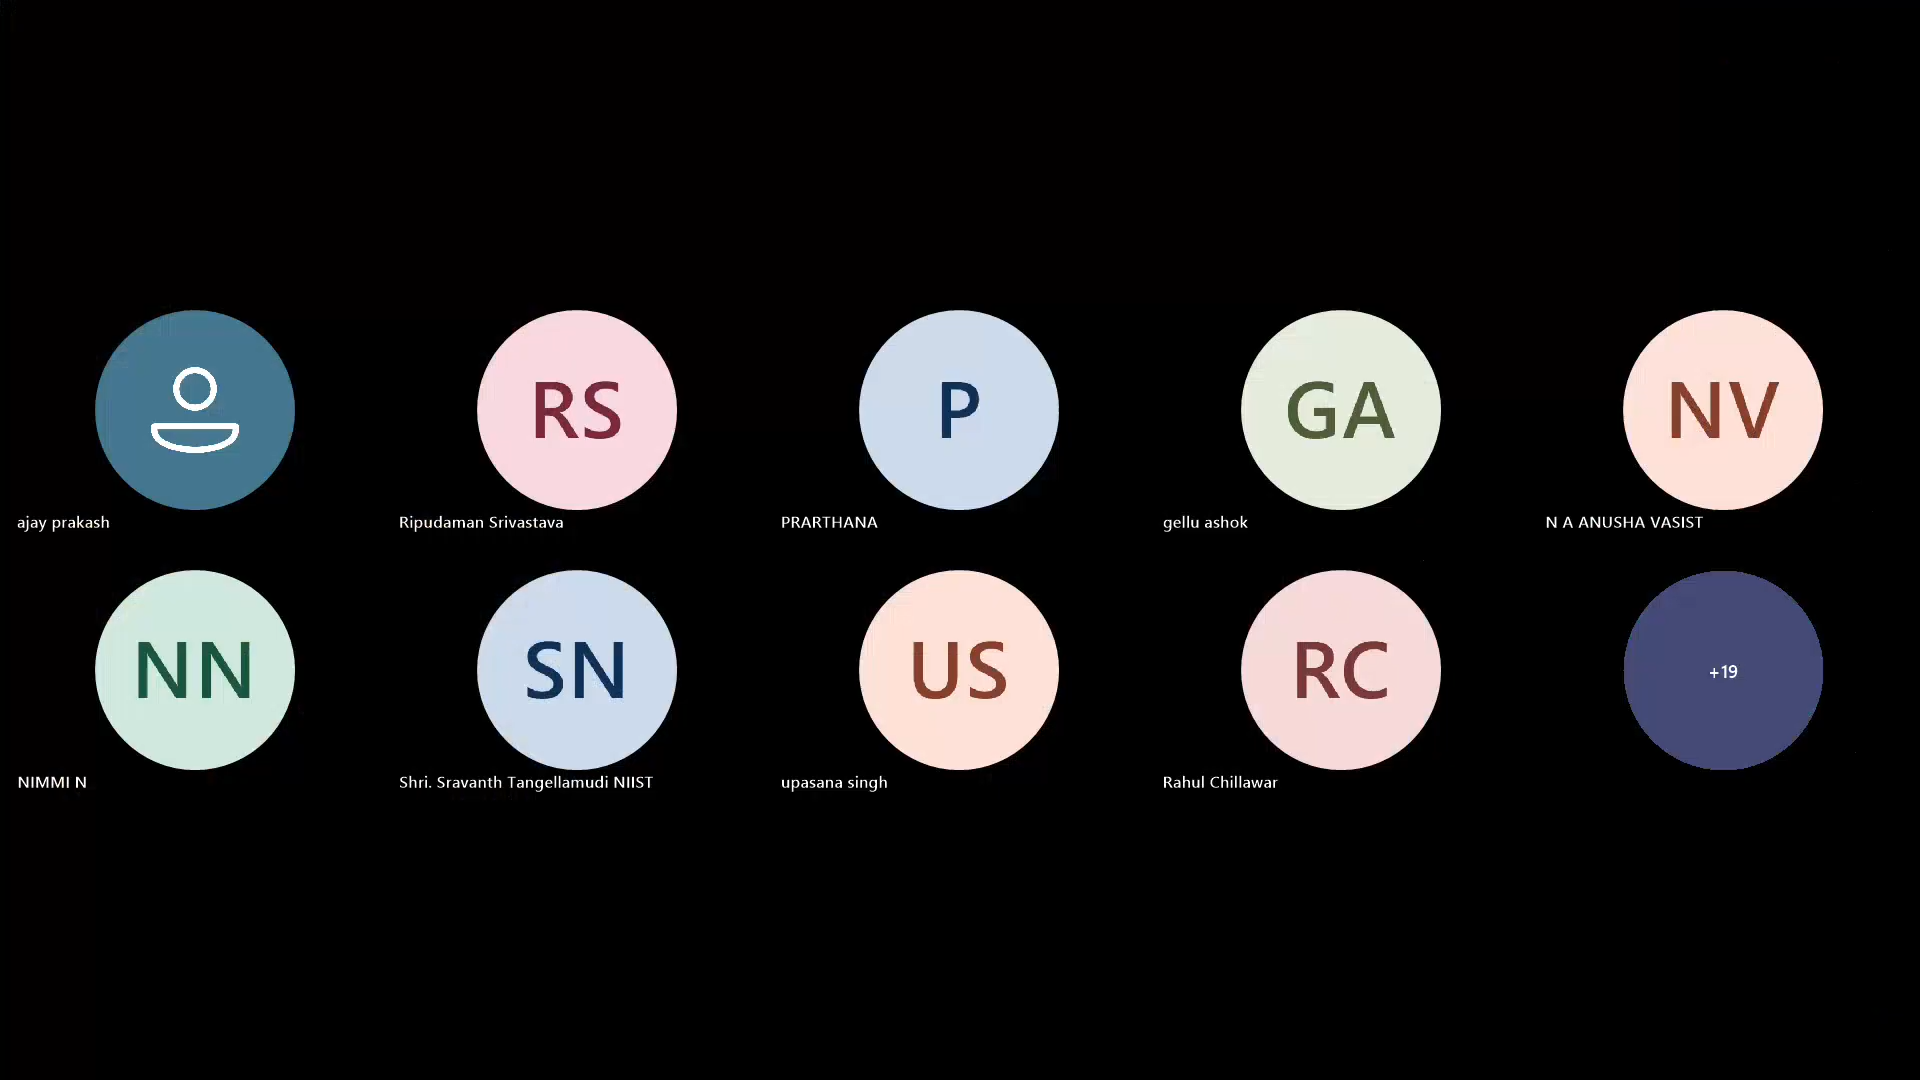 RS
P
GA
NV
ajay prakash
Ripudaman Srivastava
PRARTHANA
gellu ashok
N A ANUSHA VASIST
NN
SN
US
RC
+19
NIMMI N
Shri. Sravanth Tangellamudi NIIST
upasana singh
Rahul Chillawar